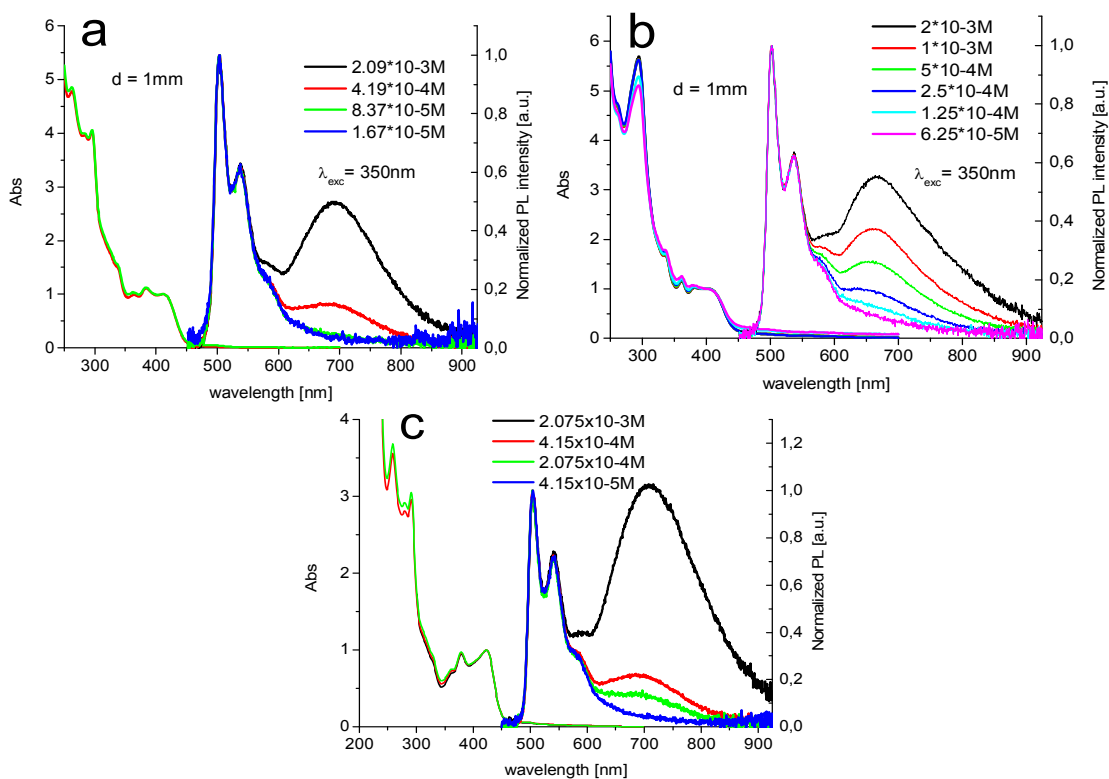 a
d = 1mm
2.09*10-3M
4.19*10-4M
8.37*10-5M
1.67*10-5M
λexc = 350nm
Abs
6
5
4
3
2
1
0
300 400 500 600 700 800 900
wavelength [nm]
1,0
0,8
0,6
0,4
0,2
0,0
Normalized PL intensity [a.u.]
b
d = 1mm
2*10-3M
1*10-3M
5*10-4M
2.5*10-4M
1.25*10-4M
6.25*10-5M
λexc = 350nm
Abs
6
5
4
3
2
1
0
300 400 500 600 700 800 900
wavelength [nm]
1,0
0,8
0,6
0,4
0,2
0,0
Normalized PL intensity [a.u.]
c
2.075x10-3M
4.15x10-4M
2.075x10-4M
4.15x10-5M
Abs
4
3
2
1
0
200 300 400 500 600 700 800 900
wavelength [nm]
1,2
1,0
0,8
0,6
0,4
0,2
0,0
Normalized PL [a.u.]